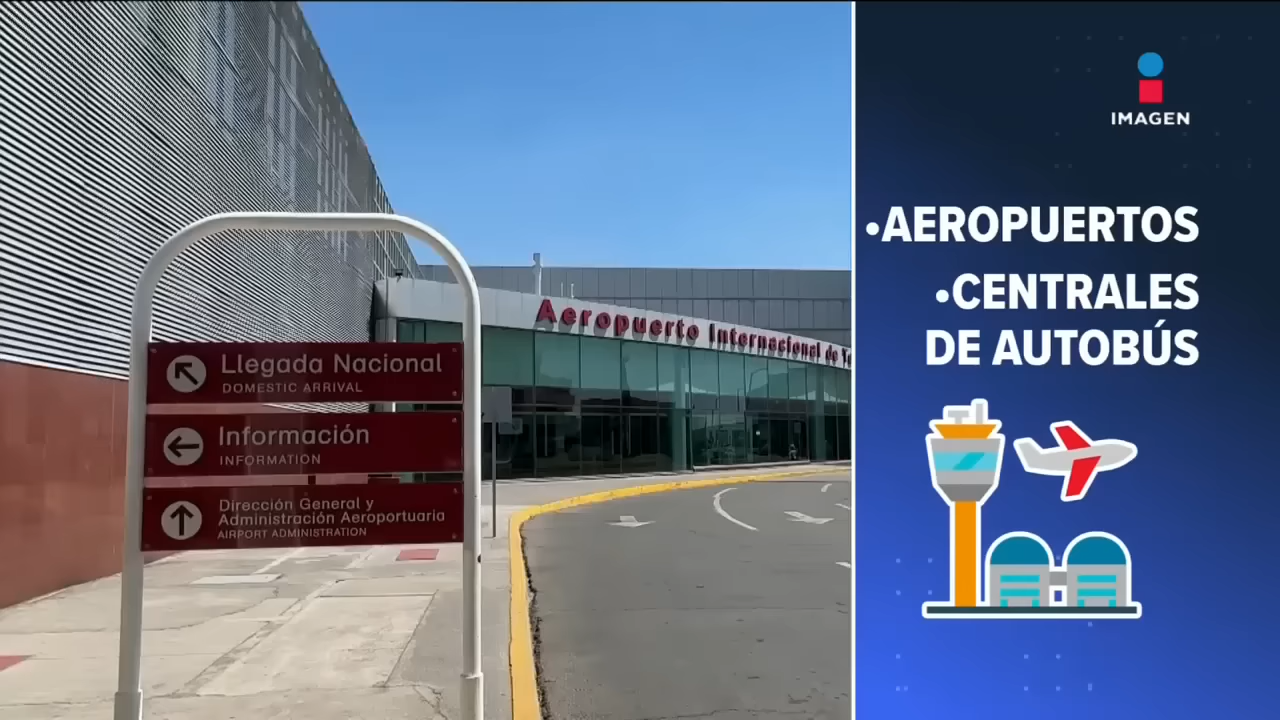 Aeropuerto Internacional de
Llegada Nacional
DOMESTIC ARRIVAL
Información
INFORMATION
Dirección General y
Administración Aeroportuaria
AIRPORT ADMINISTRATION
IMAGEN
•AEROPUERTOS
•CENTRALES
DE AUTOBÚS